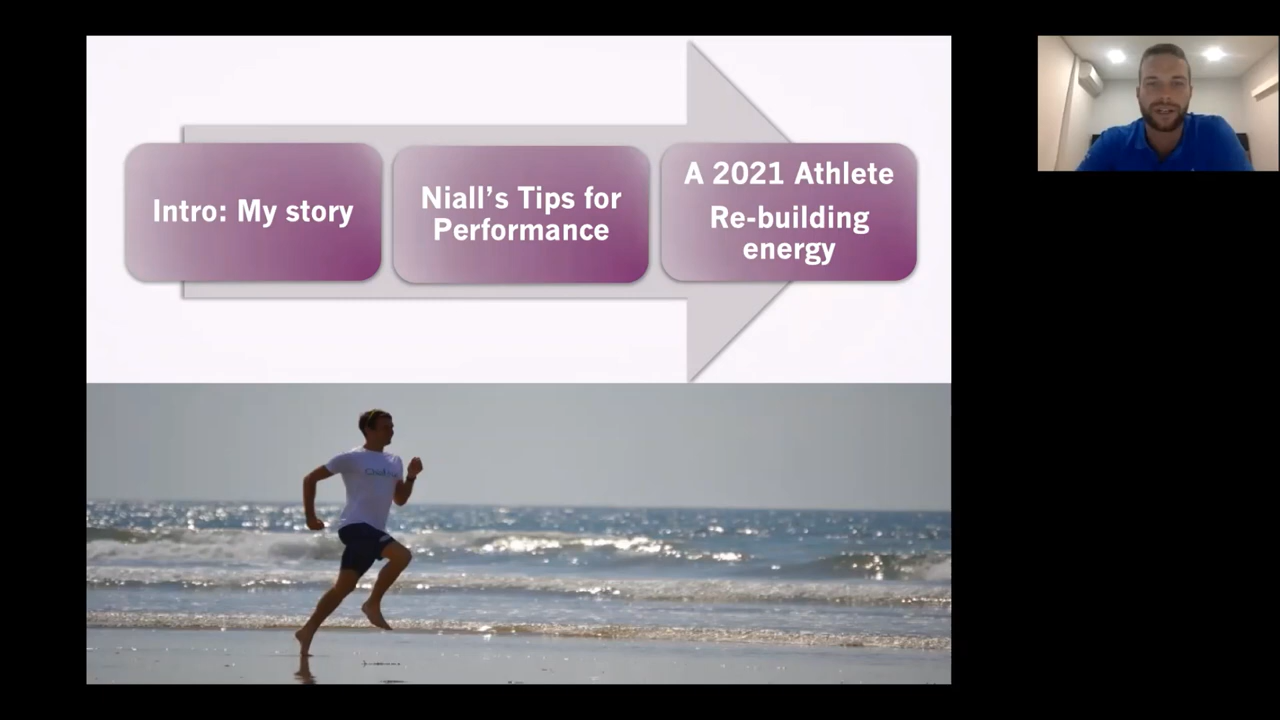 Intro: My story
Niall’s Tips for
Performance
A 2021 Athlete
Re-building
energy